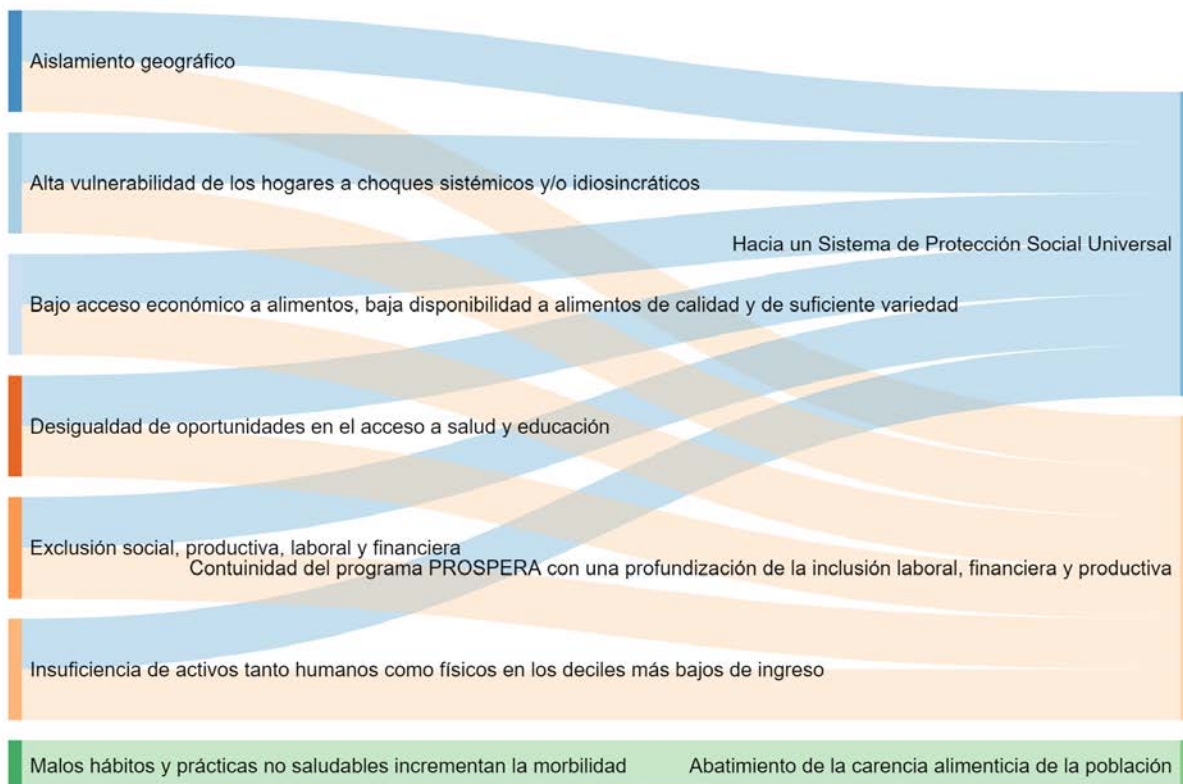 Aislamiento geográfico
Alta vulnerabilidad de los hogares a choques sistémicos y/o idiosincráticos
Hacia un Sistema de Protección Social Universal
Bajo acceso económico a alimentos, baja disponibilidad a alimentos de calidad y de suficiente variedad
Desigualdad de oportunidades en el acceso a salud y educación
Exclusión social, productiva, laboral y financiera
Contuinidad del programa PROSPERA con una profundización de la inclusión laboral, financiera y productiva
Insuficiencia de activos tanto humanos como físicos en los deciles más bajos de ingreso
Malos hábitos y prácticas no saludables incrementan la morbilidad
Abatimiento de la carencia alimenticia de la población